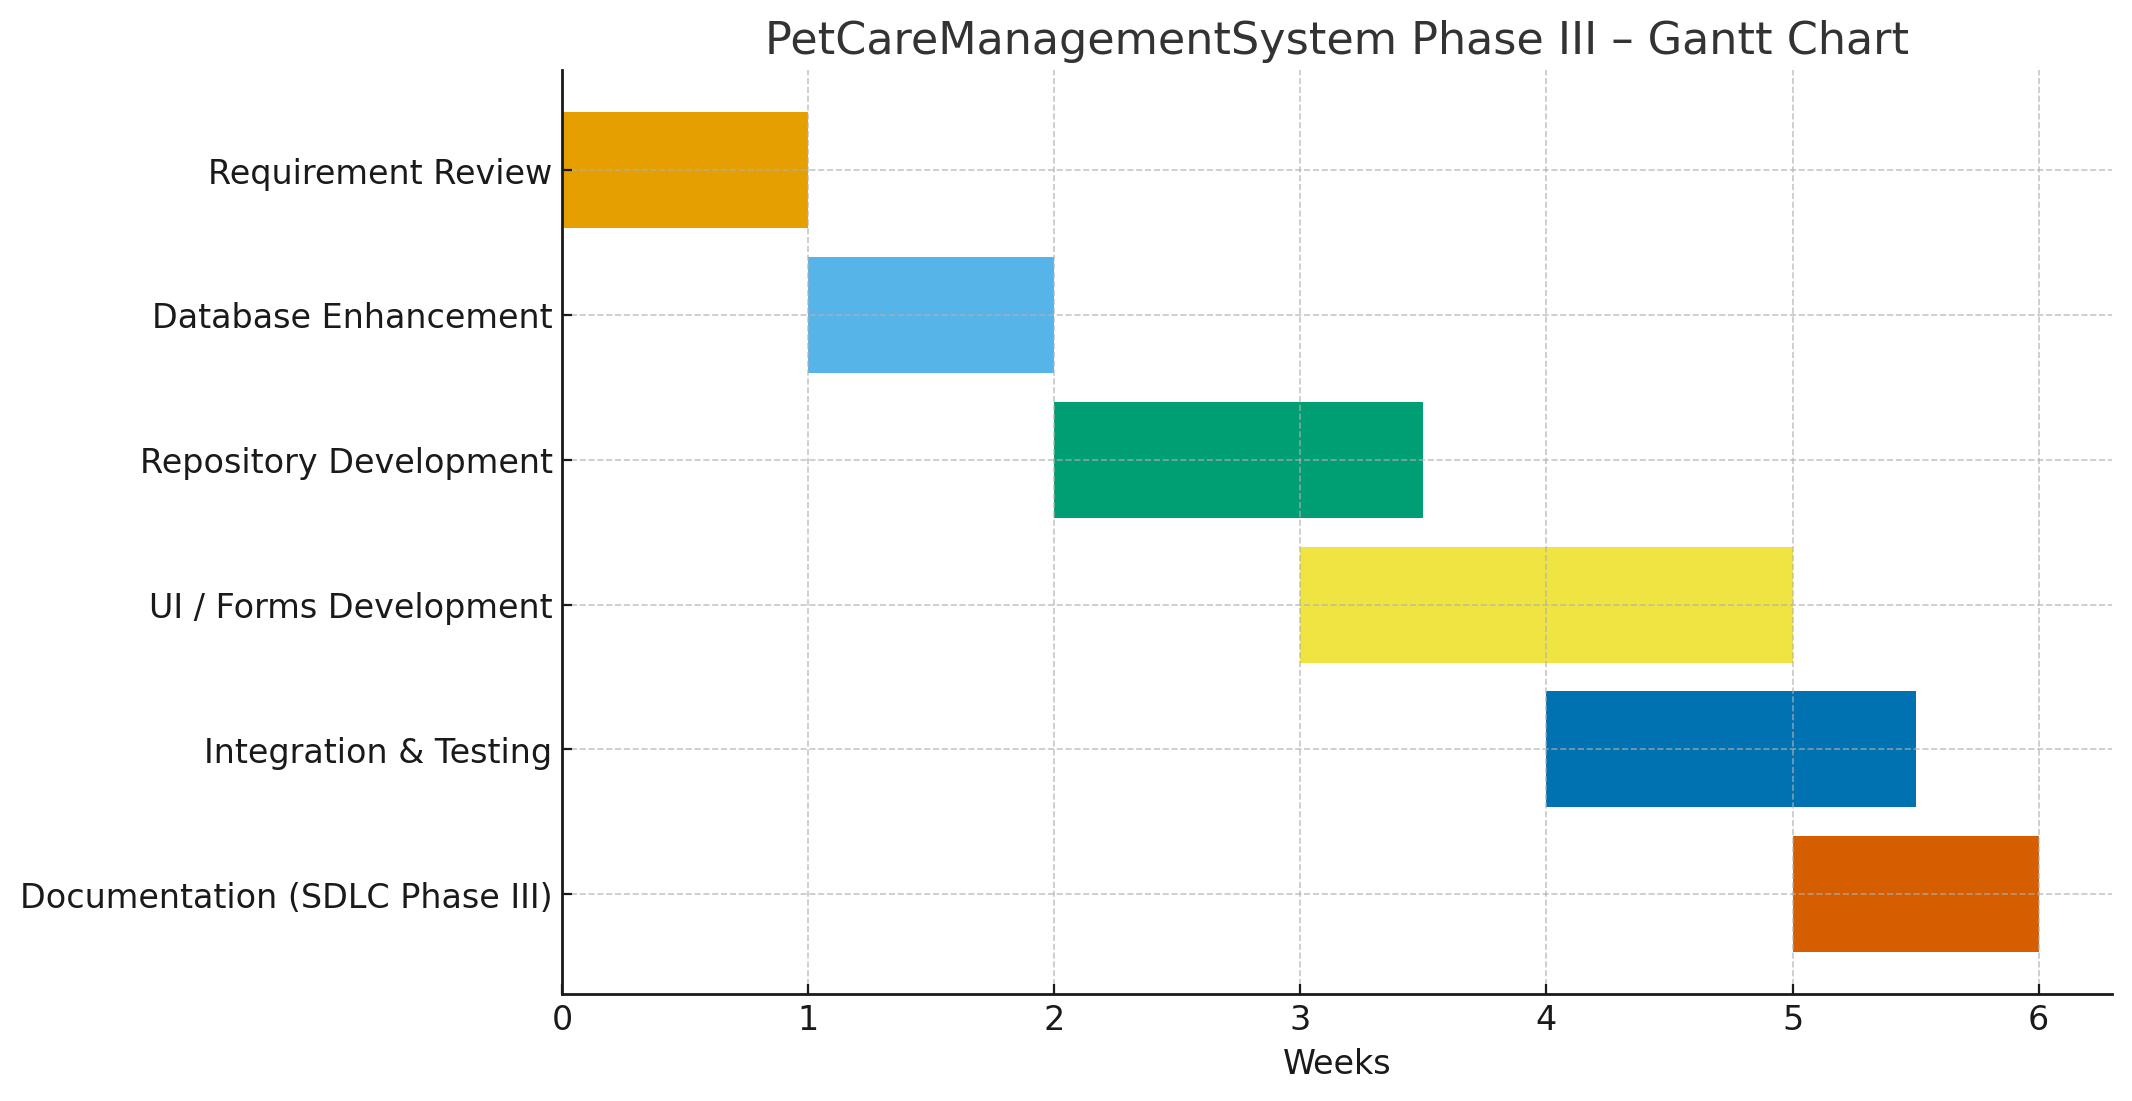 PetCareManagementSystem Phase III – Gantt Chart
Requirement Review
Database Enhancement
Repository Development
UI / Forms Development
Integration & Testing
Documentation (SDLC Phase III)
0 1 2 3 4 5 6
Weeks